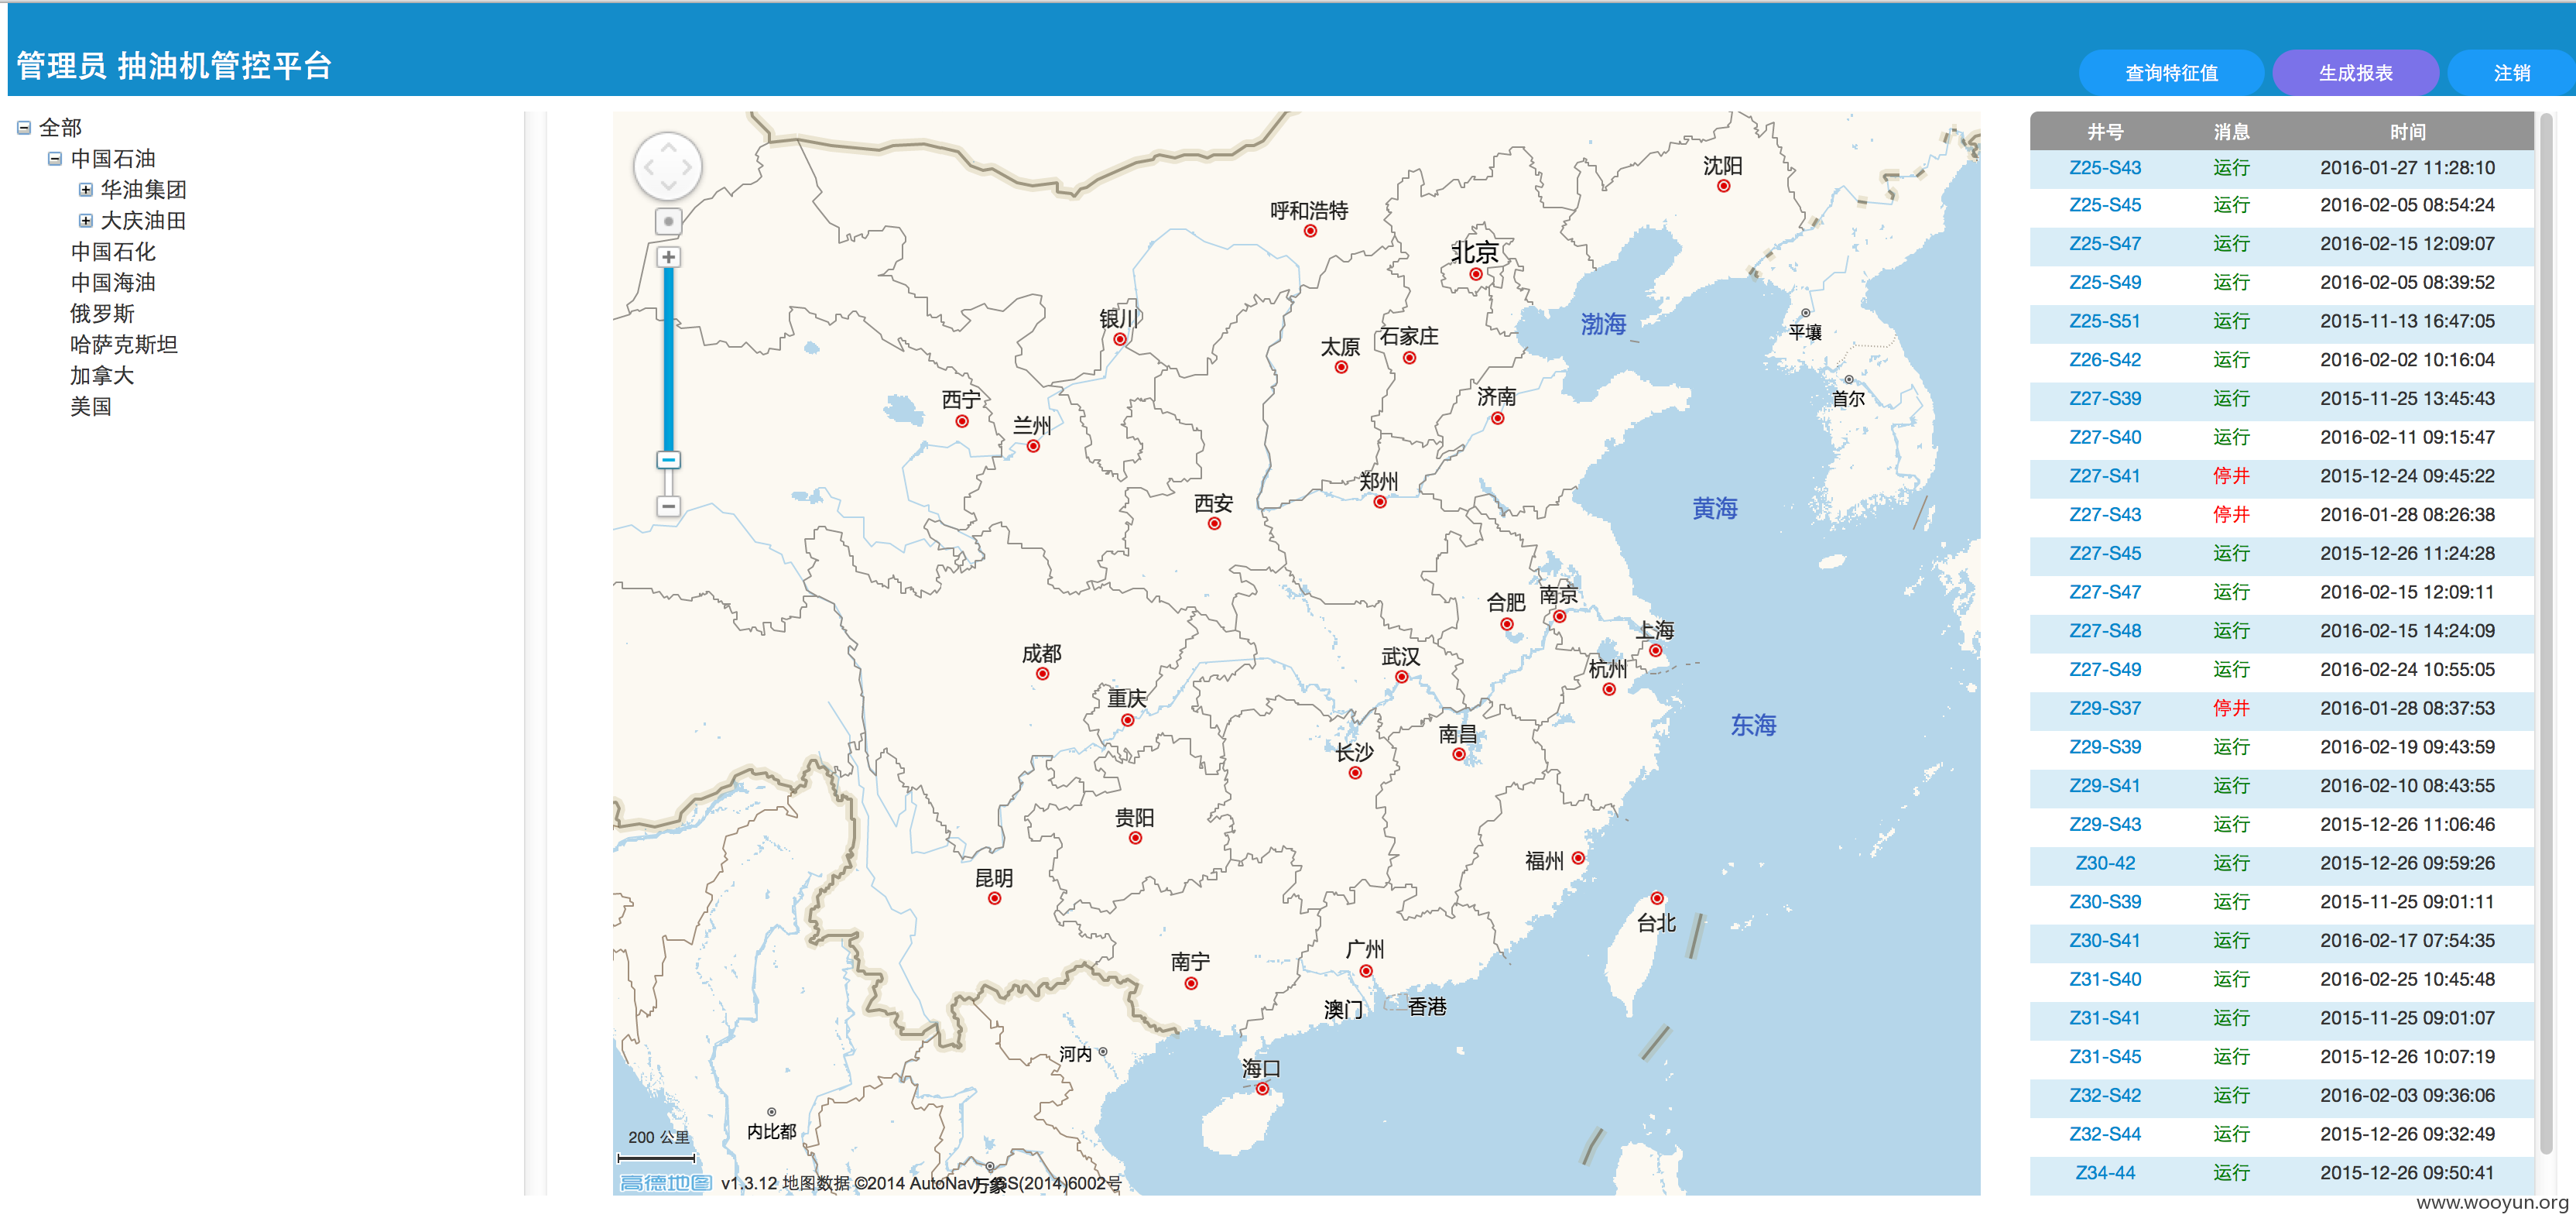 管理员 抽油机管控平台
查询特征值 生成报表 注销
全部
中国石油
华油集团
大庆油田
中国石化
中国海油
俄罗斯
哈萨克斯坦
加拿大
美国
沈阳
呼和浩特
北京
银川
渤海
平壤
太原
石家庄
西宁
济南
首尔
兰州
郑州
西安
黄海
合肥
南京
上海
成都
武汉
杭州
重庆
东海
南昌
长沙
贵阳
福州
昆明
台北
广州
南宁
澳门
香港
河内
海口
内比都
万象
200 公里
高德地图 v1.3.12 地图数据 ©2014 AutoNavi GS(2014)6002号
井号 消息 时间
Z25-S43 运行 2016-01-27 11:28:10
Z25-S45 运行 2016-02-05 08:54:24
Z25-S47 运行 2016-02-15 12:09:07
Z25-S49 运行 2016-02-05 08:39:52
Z25-S51 运行 2015-11-13 16:47:05
Z26-S42 运行 2016-02-02 10:16:04
Z27-S39 运行 2015-11-25 13:45:43
Z27-S40 运行 2016-02-11 09:15:47
Z27-S41 停井 2015-12-24 09:45:22
Z27-S43 停井 2016-01-28 08:26:38
Z27-S45 运行 2015-12-26 11:24:28
Z27-S47 运行 2016-02-15 12:09:11
Z27-S48 运行 2016-02-15 14:24:09
Z27-S49 运行 2016-02-24 10:55:05
Z29-S37 停井 2016-01-28 08:37:53
Z29-S39 运行 2016-02-19 09:43:59
Z29-S41 运行 2016-02-10 08:43:55
Z29-S43 运行 2015-12-26 11:06:46
Z30-42 运行 2015-12-26 09:59:26
Z30-S39 运行 2015-11-25 09:01:11
Z30-S41 运行 2016-02-17 07:54:35
Z31-S40 运行 2016-02-25 10:45:48
Z31-S41 运行 2015-11-25 09:01:07
Z31-S45 运行 2015-12-26 10:07:19
Z32-S42 运行 2016-02-03 09:36:06
Z32-S44 运行 2015-12-26 09:32:49
Z34-44 运行 2015-12-26 09:50:41
www.wooyun.org